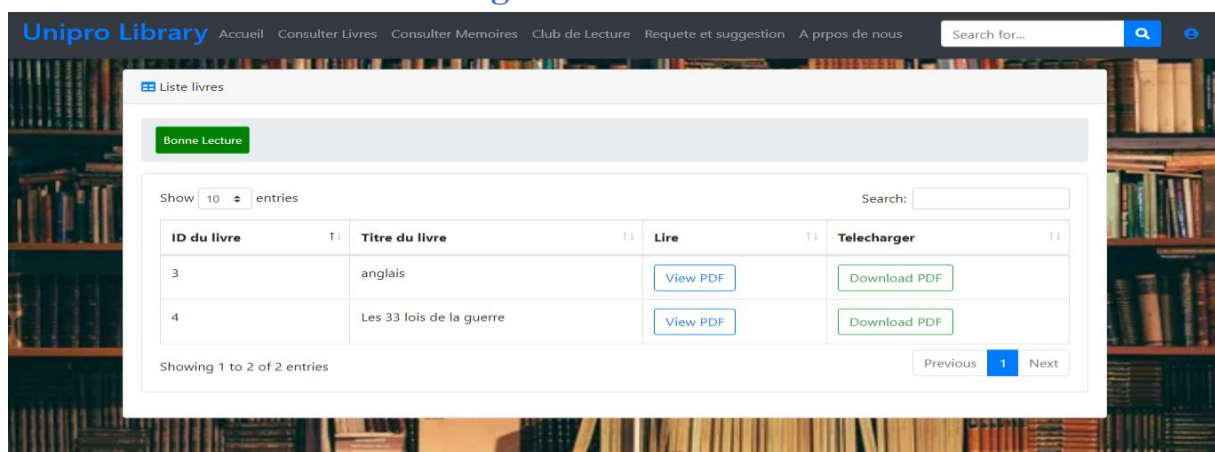 Unipro Library Accueil Consulter Livres Consulter Memoires Club de Lecture Requete et suggestion A prpos de nous Search for...
Liste livres
Bonne Lecture
Show 10 entries Search:
ID du livre Titre du livre Lire Telecharger
3 anglais View PDF Download PDF
4 Les 33 lois de la guerre View PDF Download PDF
Showing 1 to 2 of 2 entries Previous 1 Next